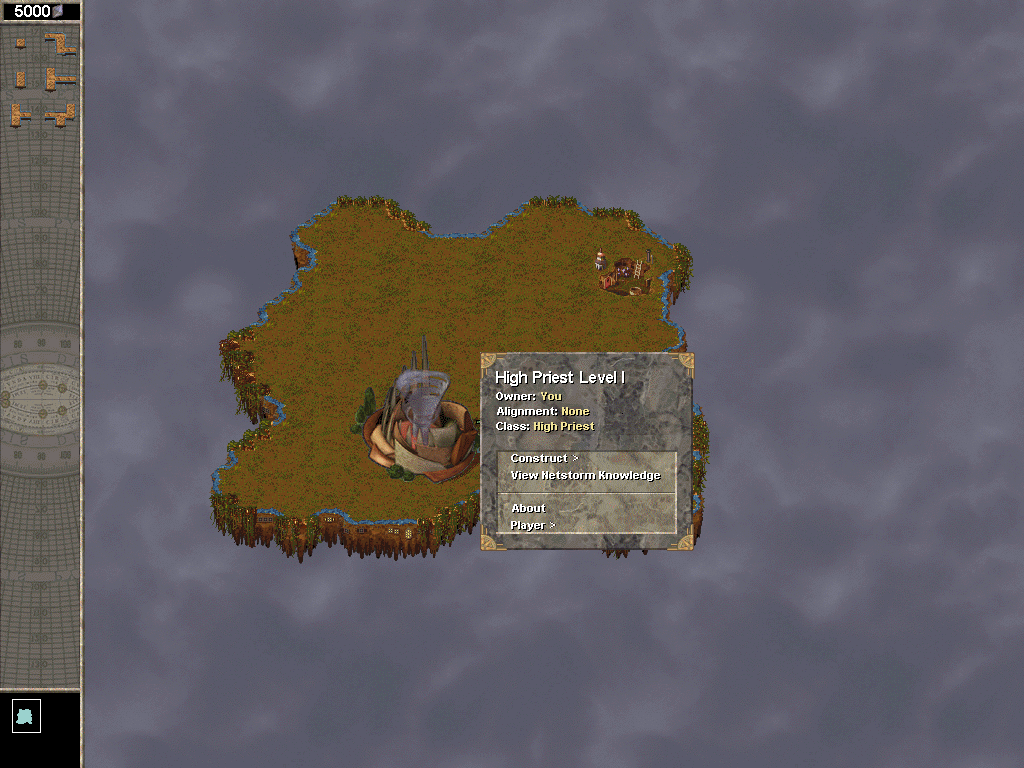 5000
High Priest Level I
Owner: You
Alignment: None
Class: High Priest
Construct >
View Netstorm Knowledge
About
Player >